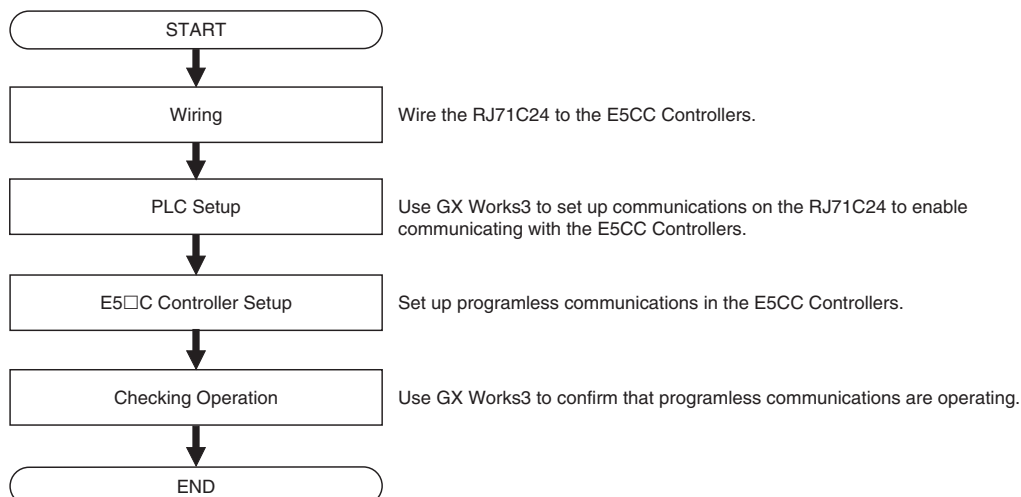 START
Wiring
Wire the RJ71C24 to the E5CC Controllers.
PLC Setup
Use GX Works3 to set up communications on the RJ71C24 to enable
communicating with the E5CC Controllers.
E5□C Controller Setup
Set up programless communications in the E5CC Controllers.
Checking Operation
Use GX Works3 to confirm that programless communications are operating.
END